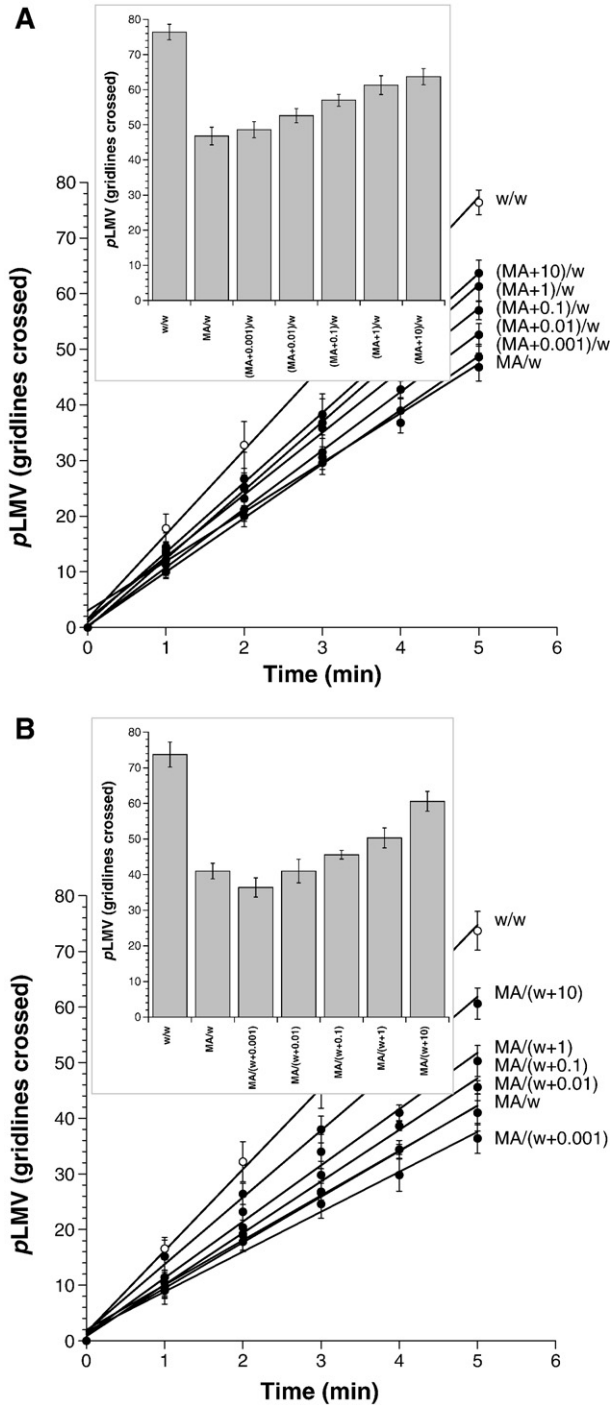 A
80
70
60
50
40
30
20
10
0
pLMV (gridlines crossed)
w/w
MA/w
(MA+0.001)/w
(MA+0.01)/w
(MA+0.1)/w
(MA+1)/w
(MA+10)/w
80
70
60
50
40
30
20
10
0
pLMV (gridlines crossed)
w/w
(MA+10)/w
(MA+1)/w
(MA+0.1)/w
(MA+0.01)/w
(MA+0.001)/w
MA/w
0 1 2 3 4 5 6
Time (min)
B
80
70
60
50
40
30
20
10
0
pLMV (gridlines crossed)
w/w
MA/w
MA/(w+0.001)
MA/(w+0.01)
MA/(w+0.1)
MA/(w+1)
MA/(w+10)
80
70
60
50
40
30
20
10
0
pLMV (gridlines crossed)
w/w
MA/(w+10)
MA/(w+1)
MA/(w+0.1)
MA/(w+0.01)
MA/w
MA/(w+0.001)
0 1 2 3 4 5 6
Time (min)